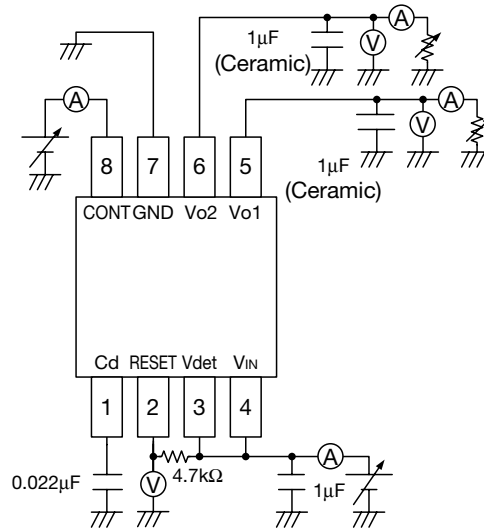 A
1µF
(Ceramic)
V
A
A
V
1µF
(Ceramic)
8
7
6
5
CONT
GND
Vo2
Vo1
Cd
RESET
Vdet
VIN
1
2
3
4
0.022µF
V
4.7kΩ
1µF
A